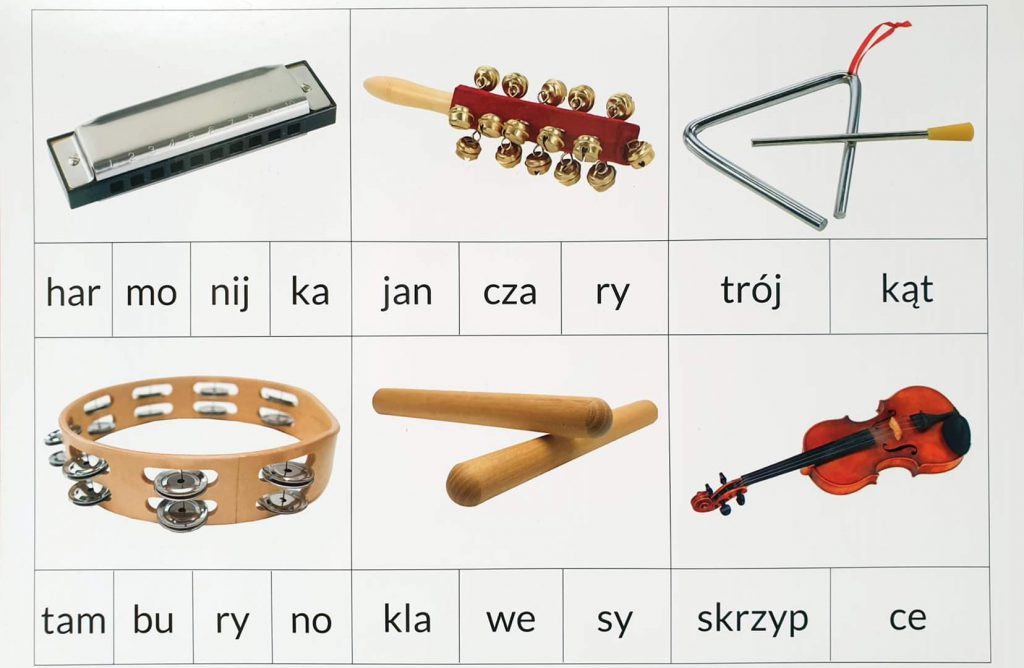 har mo nij ka jan cza ry trój kąt
tam bu ry no kla we sy skrzyp ce